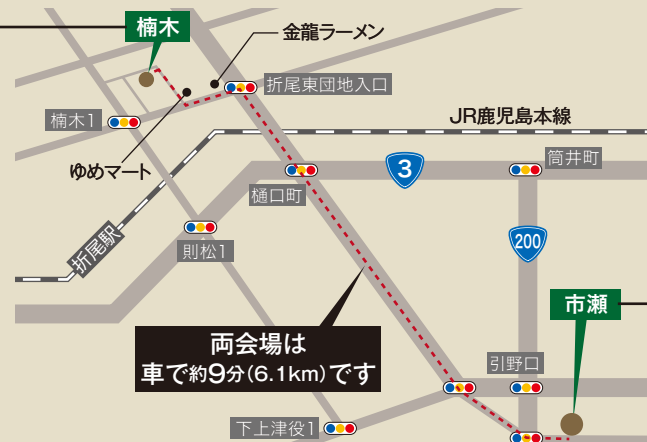 楠木
金龍ラーメン
折尾東団地入口
楠木1
JR鹿児島本線
ゆめマート
筒井町
3
樋口町
折尾駅
則松1
200
市瀬
両会場は
車で約9分(6.1km)です
引野口
下上津役1